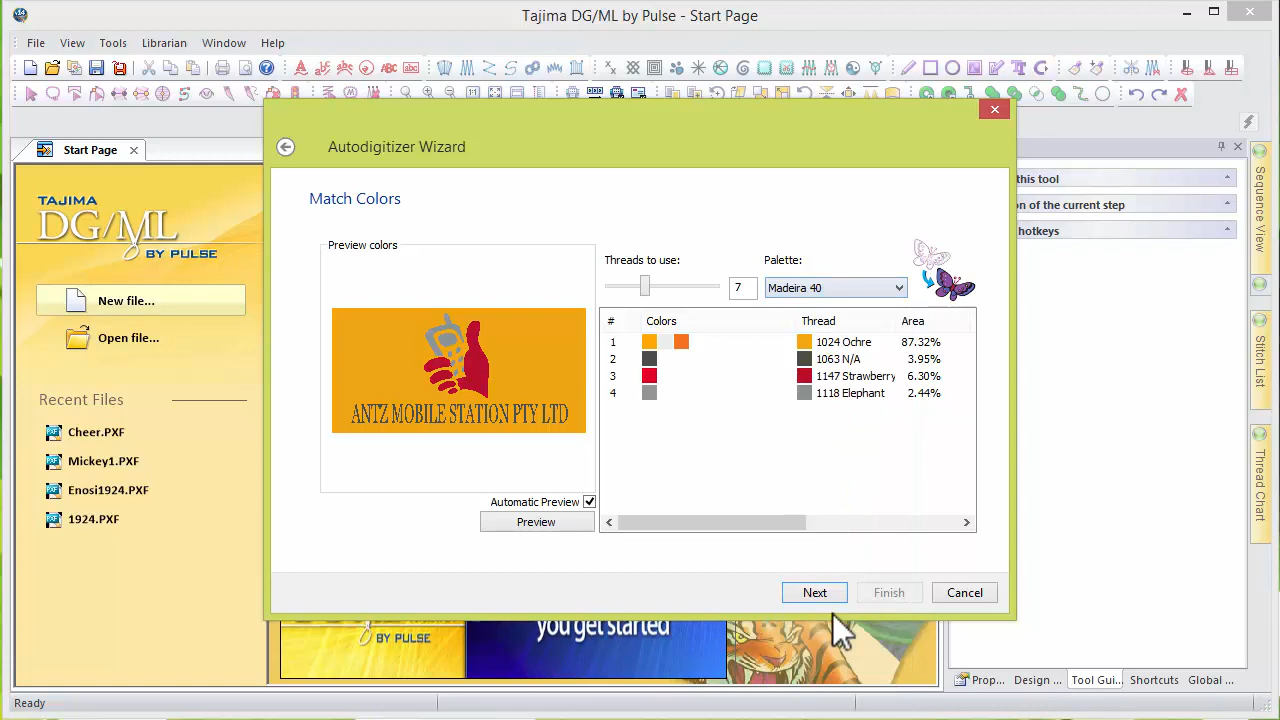 Tajima DG/ML by Pulse - Start Page
File View Tools Librarian Window Help
Start Page
TAJIMA
DG/ML
BY PULSE
New file...
Open file...
Recent Files
Cheer.PXF
Mickey1.PXF
Enosi1924.PXF
1924.PXF
Autodigitizer Wizard
Match Colors
Preview colors
ANTZ MOBILE STATION PTY LTD
Automatic Preview
Preview
Threads to use:
7
Palette:
Madeira 40
# Colors Thread Area
1 1024 Ochre 87.32%
2 1063 N/A 3.95%
3 1147 Strawberry 6.30%
4 1118 Elephant 2.44%
Next Finish Cancel
BY PULSE
you get started
this tool
on of the current step
hotkeys
Sequence View
Stitch List
Thread Chart
Prop... Design ... Tool Gui... Shortcuts Global ...
Ready